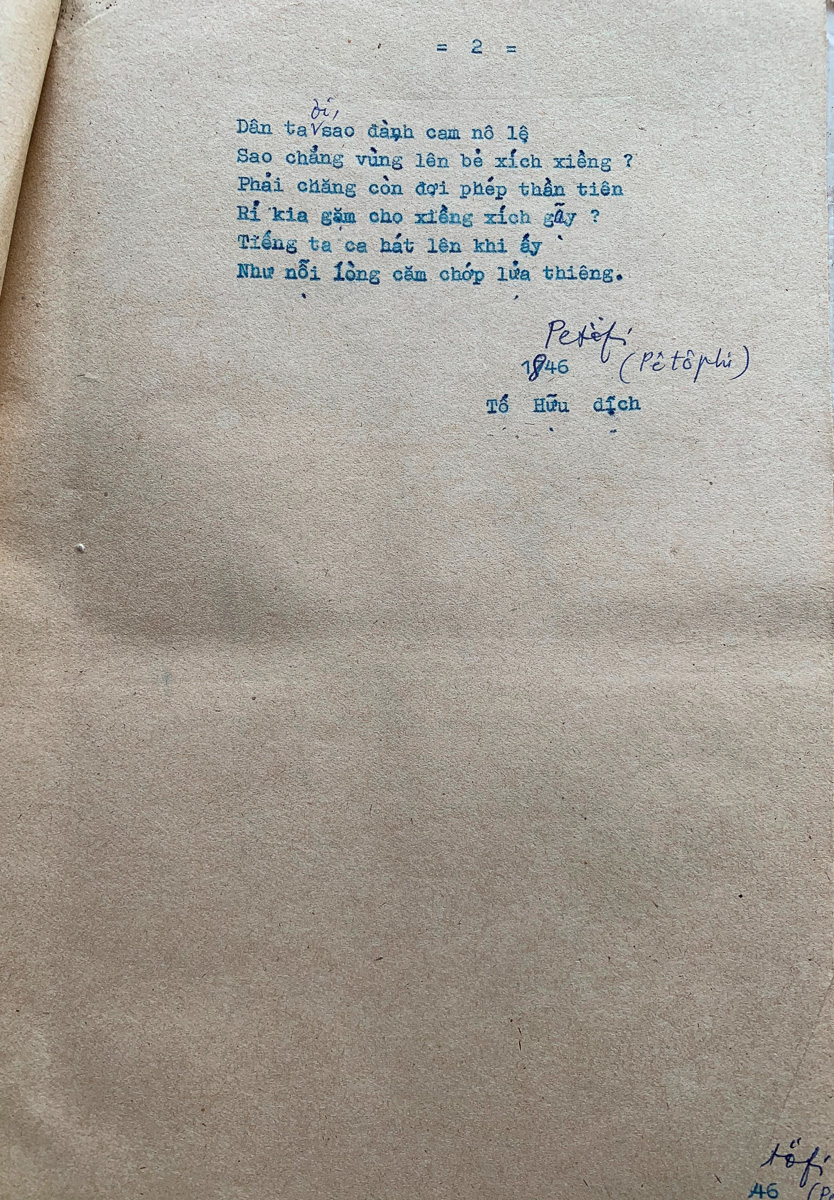 = 2 =
ơi,
Dân ta sao đành cam nô lệ
Sao chẳng vùng lên bẻ xích xiềng ?
Phải chăng còn đợi phép thần tiên
Rỉ kia gặm cho xiềng xích gẫy ?
Tiếng ta ca hát lên khi ấy
Như nỗi lòng căm chớp lửa thiêng.
Petöfi
1846 (Pêtôphi)
Tố Hữu dịch
töfi
46 (P